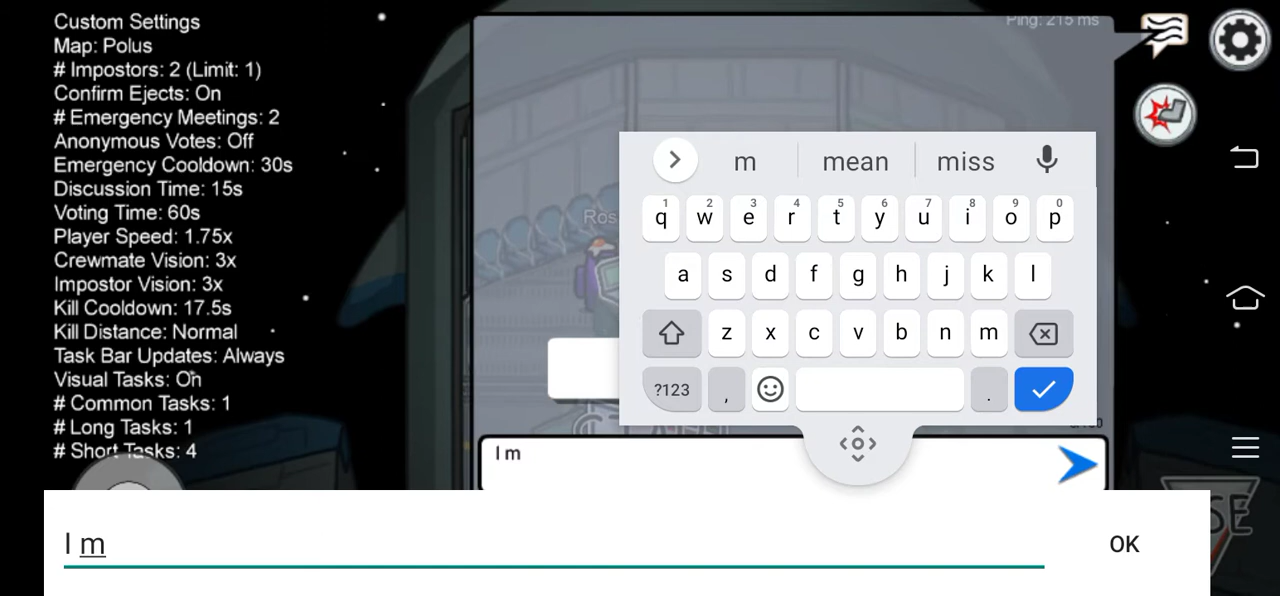 Custom Settings
Map: Polus
# Impostors: 2 (Limit: 1)
Confirm Ejects: On
# Emergency Meetings: 2
Anonymous Votes: Off
Emergency Cooldown: 30s
Discussion Time: 15s
Voting Time: 60s
Player Speed: 1.75x
Crewmate Vision: 3x
Impostor Vision: 3x
Kill Cooldown: 17.5s
Kill Distance: Normal
Task Bar Updates: Always
Visual Tasks: On
# Common Tasks: 1
# Long Tasks: 1
# Short Tasks: 4
Ping: 215 ms
m mean miss
1 2 3 4 5 6 7 8 9 0
q w e r t y u i o p
a s d f g h j k l
z x c v b n m
?123 , .
I m
I m
OK